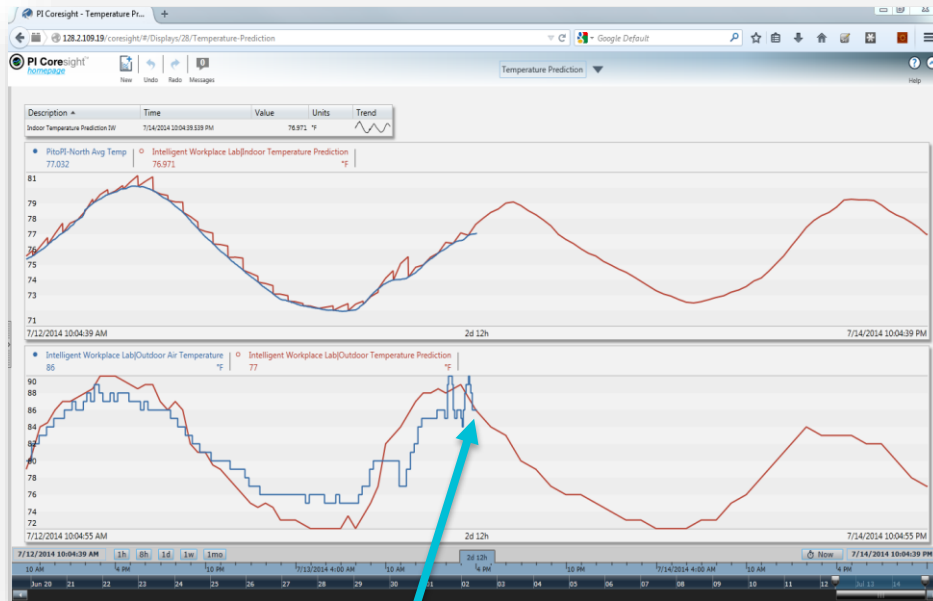 PI Coresight - Temperature Pr...
128.2.109.19/coresight/#/Displays/28/Temperature-Prediction
Google Default
PI Coresight
homepage
New Undo Redo Messages
0
Temperature Prediction
Help
Description Time Value Units Trend
Indoor Temperature Prediction IW 7/14/2014 10:04:39.539 PM 76.971 °F
PitoPI-North Avg Temp Intelligent Workplace Lab|Indoor Temperature Prediction
77.032 76.971 °F
81
79
78
77
76
75
74
73
71
7/12/2014 10:04:39 AM 2d 12h 7/14/2014 10:04:39 PM
Intelligent Workplace Lab|Outdoor Air Temperature Intelligent Workplace Lab|Outdoor Temperature Prediction
86 °F 77 °F
90
88
86
84
82
80
78
76
74
72
7/12/2014 10:04:55 AM 2d 12h 7/14/2014 10:04:55 PM
7/12/2014 10:04:39 AM 1h 8h 1d 1w 1mo 2d 12h Now 7/14/2014 10:04:39 PM
10 AM 4 PM 10 PM 7/13/2014 4:00 AM 10 AM 4 PM 10 PM 7/14/2014 4:00 AM 10 AM 4 PM
Jun 20 21 22 23 24 25 26 27 28 29 30 01 02 03 04 05 06 07 08 09 10 11 12 Jul 13 14